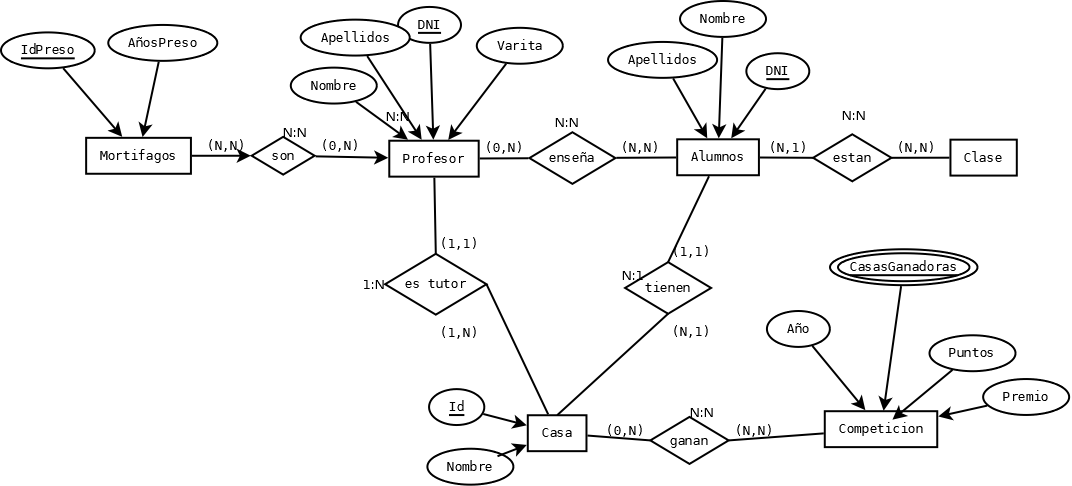 Nombre
DNI
Apellidos
AñosPreso
IdPreso
Varita
Apellidos
DNI
Nombre
N:N
N:N
N:N
N:N
(N,N)
son
(0,N)
Mortifagos
Profesor
(0,N)
enseña
(N,N)
Alumnos
(N,1)
estan
(N,N)
Clase
(1,1)
(1,1)
CasasGanadoras
N:1
1:N
es tutor
tienen
(1,N)
(N,1)
Año
Puntos
Premio
Id
N:N
Casa
(0,N)
ganan
(N,N)
Competicion
Nombre